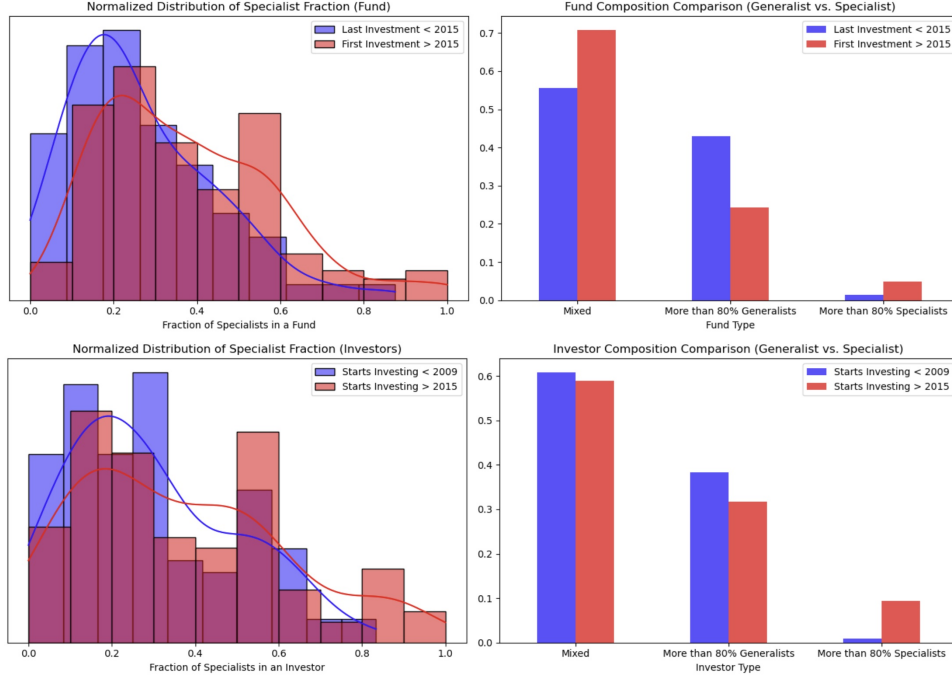 Normalized Distribution of Specialist Fraction (Fund)
Last Investment < 2015
First Investment > 2015
0.0 0.2 0.4 0.6 0.8 1.0
Fraction of Specialists in a Fund
Fund Composition Comparison (Generalist vs. Specialist)
Last Investment < 2015
First Investment > 2015
0.7
0.6
0.5
0.4
0.3
0.2
0.1
0.0
Mixed More than 80% Generalists More than 80% Specialists
Fund Type
Normalized Distribution of Specialist Fraction (Investors)
Starts Investing < 2009
Starts Investing > 2015
0.0 0.2 0.4 0.6 0.8 1.0
Fraction of Specialists in an Investor
Investor Composition Comparison (Generalist vs. Specialist)
Starts Investing < 2009
Starts Investing > 2015
0.6
0.5
0.4
0.3
0.2
0.1
0.0
Mixed More than 80% Generalists More than 80% Specialists
Investor Type